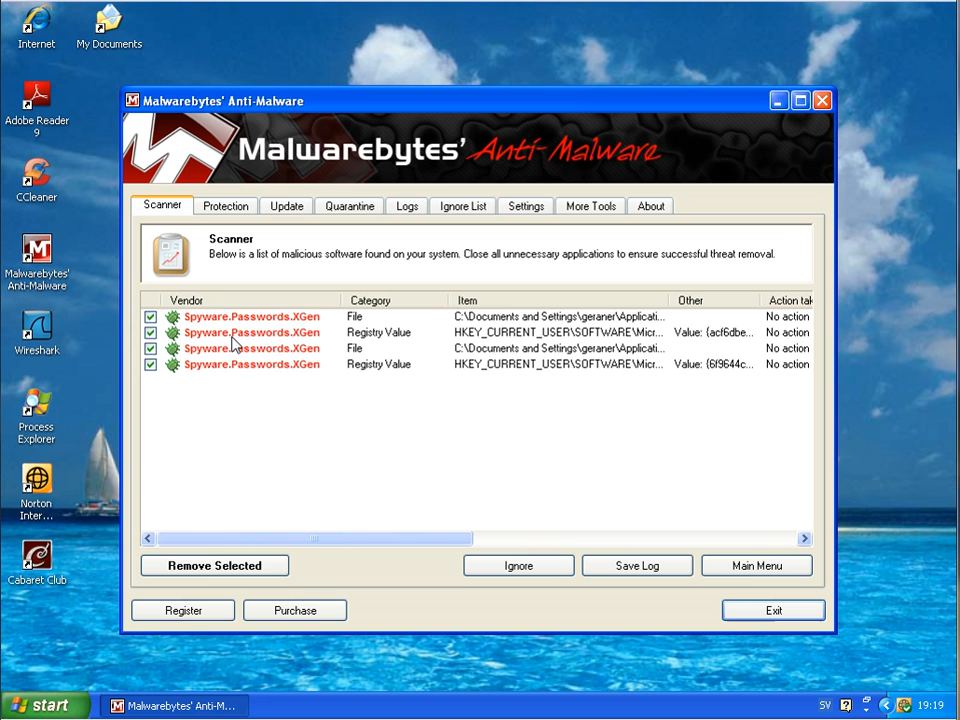 Internet
My Documents
Adobe Reader
9
CCleaner
Malwarebytes'
Anti-Malware
Wireshark
Process
Explorer
Norton
Inter...
Cabaret Club
Malwarebytes' Anti-Malware
Malwarebytes' Anti-Malware
Scanner
Protection
Update
Quarantine
Logs
Ignore List
Settings
More Tools
About
Scanner
Below is a list of malicious software found on your system. Close all unnecessary applications to ensure successful threat removal.
Vendor Category Item Other Action tak
Spyware.Passwords.XGen File C:\Documents and Settings\geraner\Applicati... No action
Spyware.Passwords.XGen Registry Value HKEY_CURRENT_USER\SOFTWARE\Micr... Value: {acf6dbe... No action
Spyware.Passwords.XGen File C:\Documents and Settings\geraner\Applicati... No action
Spyware.Passwords.XGen Registry Value HKEY_CURRENT_USER\SOFTWARE\Micr... Value: {6f9644c... No action
Remove Selected
Ignore
Save Log
Main Menu
Register
Purchase
Exit
start
Malwarebytes' Anti-M...
SV
19:19